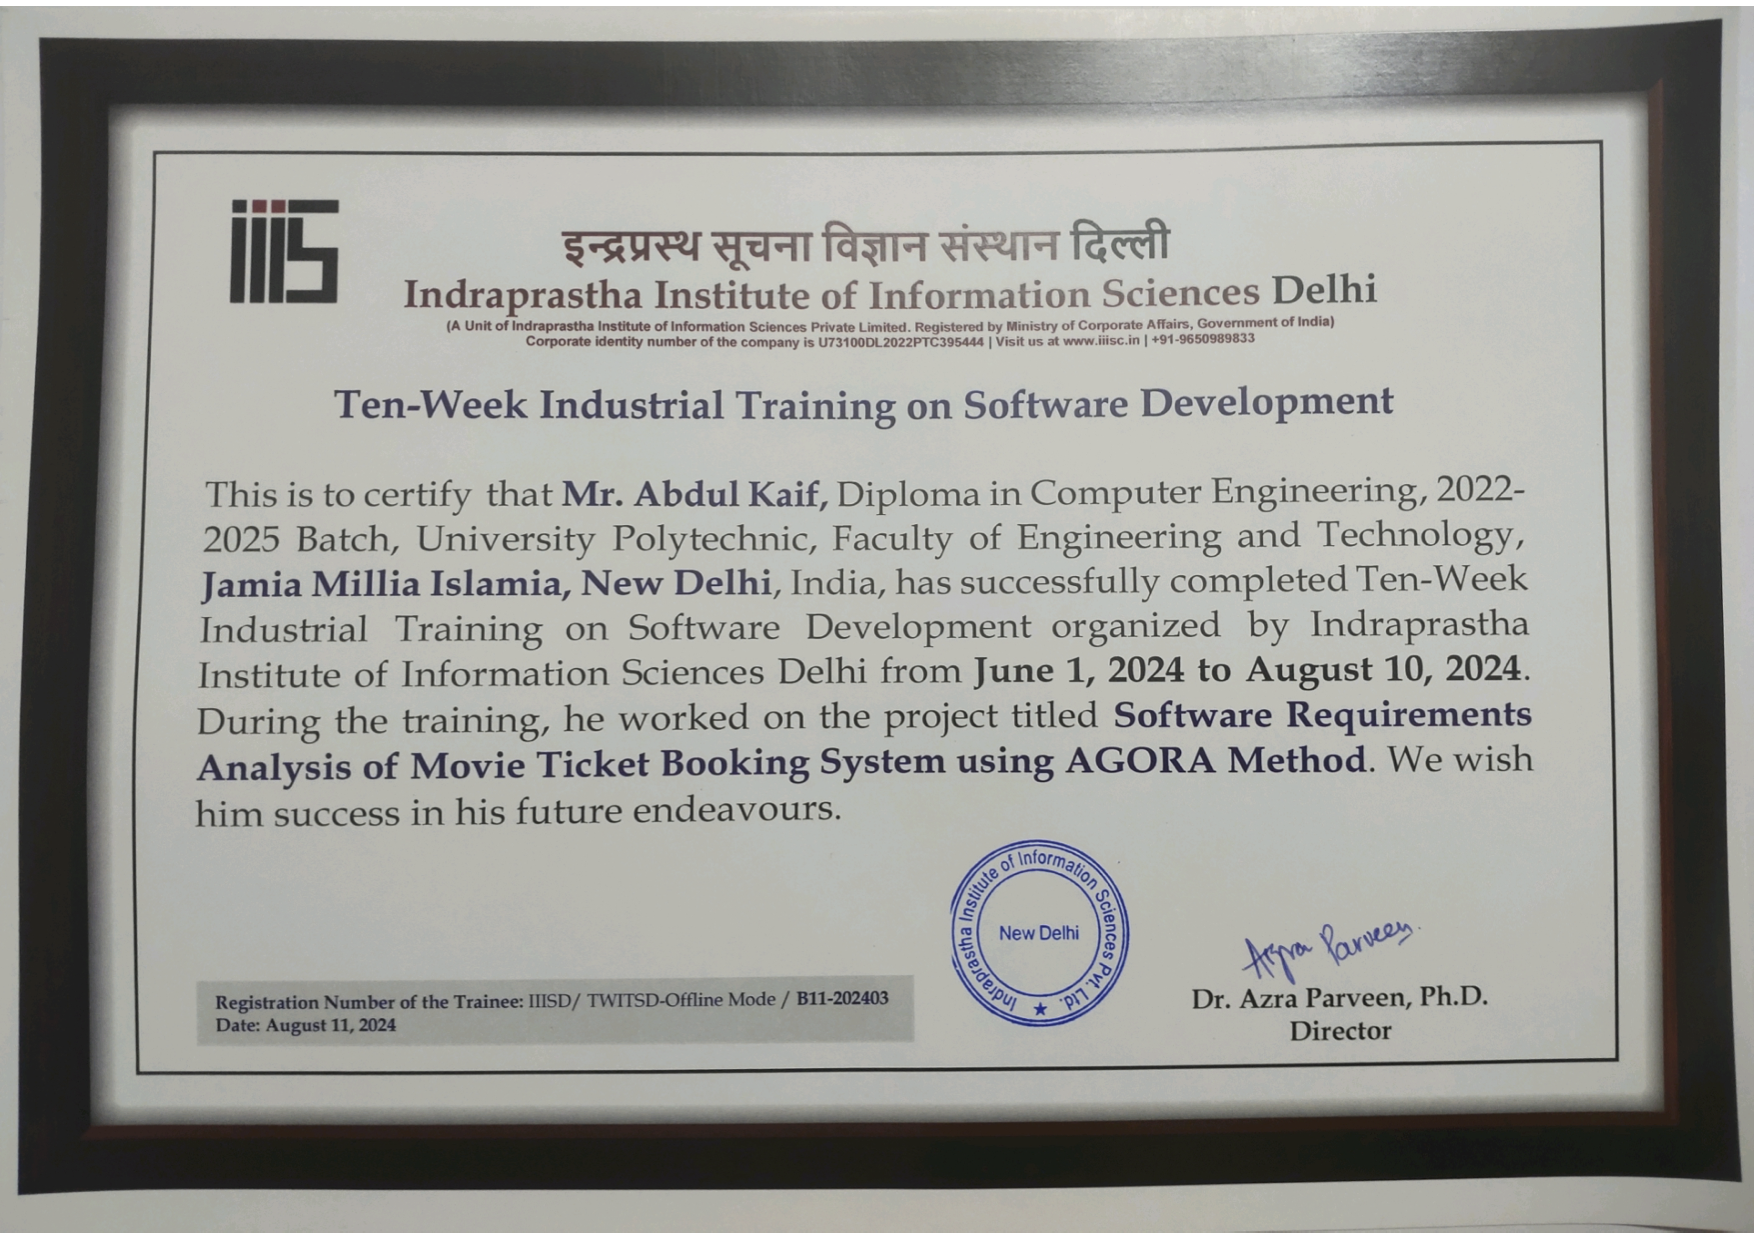 iiis
इन्द्रप्रस्थ सूचना विज्ञान संस्थान दिल्ली
Indraprastha Institute of Information Sciences Delhi
(A Unit of Indraprastha Institute of Information Sciences Private Limited. Registered by Ministry of Corporate Affairs, Government of India)
Corporate identity number of the company is U73100DL2022PTC395444 | Visit us at www.iiisc.in | +91-9650989833
Ten-Week Industrial Training on Software Development
This is to certify that Mr. Abdul Kaif, Diploma in Computer Engineering, 2022-
2025 Batch, University Polytechnic, Faculty of Engineering and Technology,
Jamia Millia Islamia, New Delhi, India, has successfully completed Ten-Week
Industrial Training on Software Development organized by Indraprastha
Institute of Information Sciences Delhi from June 1, 2024 to August 10, 2024.
During the training, he worked on the project titled Software Requirements
Analysis of Movie Ticket Booking System using AGORA Method. We wish
him success in his future endeavours.
Indraprastha Institute of Information Sciences Pvt. Ltd.
New Delhi
Azra Parveen
Registration Number of the Trainee: IIISD/ TWITSD-Offline Mode / B11-202403
Date: August 11, 2024
Dr. Azra Parveen, Ph.D.
Director